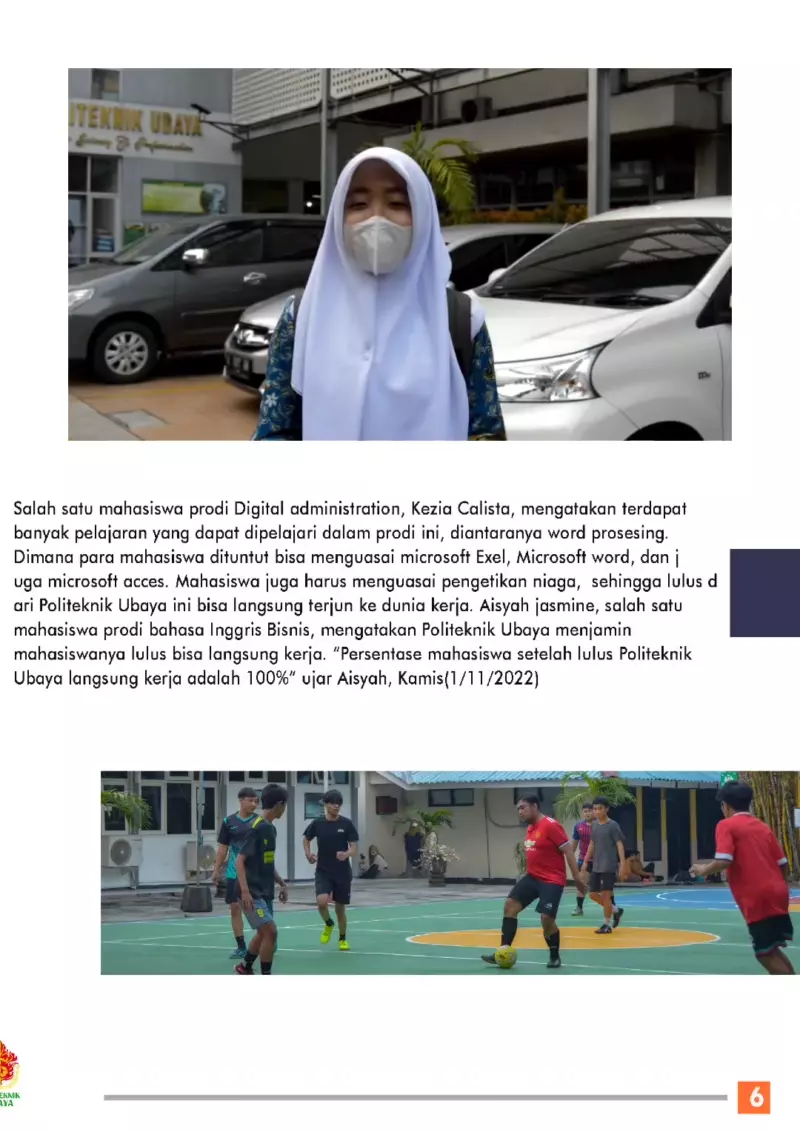 ITEKNIK UBAYA
Salah satu mahasiswa prodi Digital administration, Kezia Calista, mengatakan terdapat
banyak pelajaran yang dapat dipelajari dalam prodi ini, diantaranya word prosesing.
Dimana para mahasiswa dituntut bisa menguasai microsoft Exel, Microsoft word, dan j
uga microsoft acces. Mahasiswa juga harus menguasai pengetikan niaga,  sehingga lulus d
ari Politeknik Ubaya ini bisa langsung terjun ke dunia kerja. Aisyah jasmine, salah satu
mahasiswa prodi bahasa Inggris Bisnis, mengatakan Politeknik Ubaya menjamin
mahasiswanya lulus bisa langsung kerja. “Persentase mahasiswa setelah lulus Politeknik
Ubaya langsung kerja adalah 100%“ ujar Aisyah, Kamis(1/11/2022)
EKNIK
AYA
6